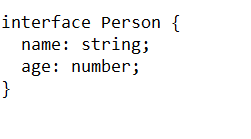 interface Person {
  name: string;
  age: number;
}